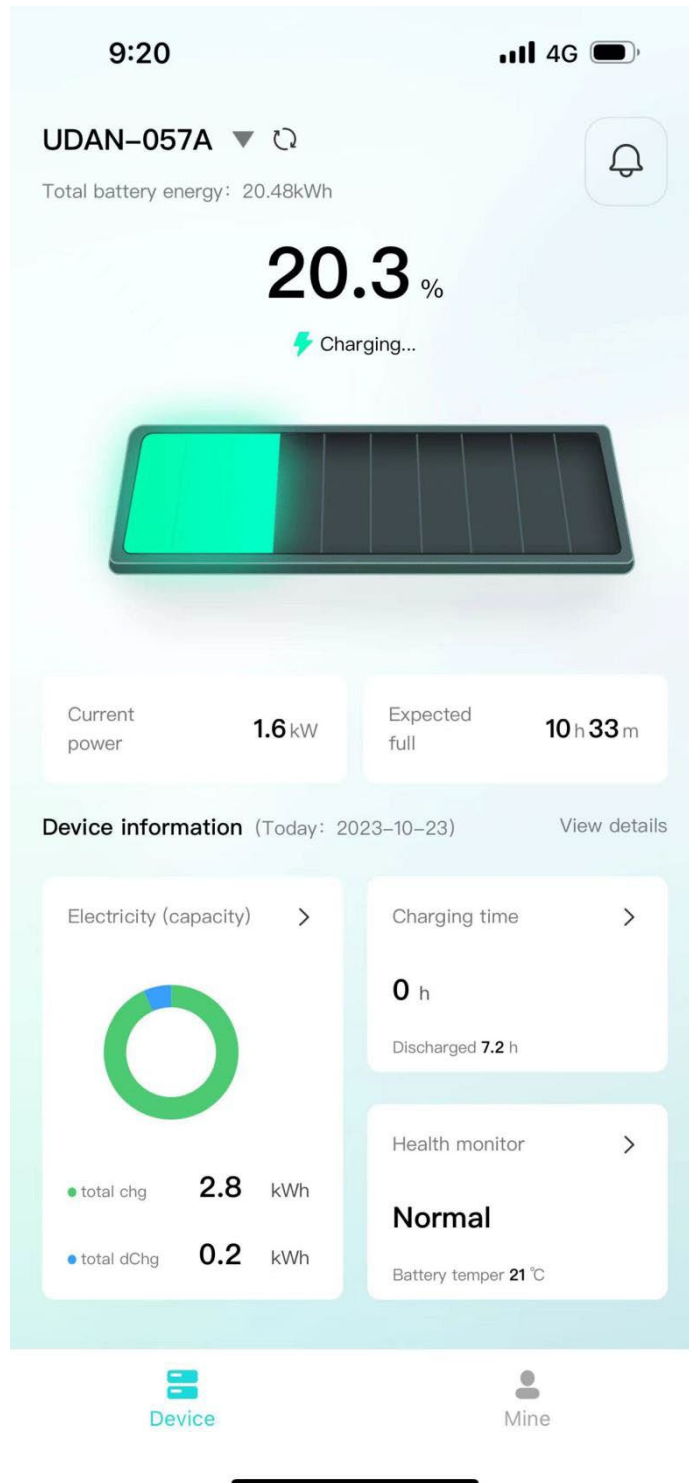 9:20 4G
UDAN-057A
Total battery energy: 20.48kWh
20.3 %
Charging...
Current power 1.6 kW
Expected full 10 h 33 m
Device information (Today: 2023-10-23) View details
Electricity (capacity)
total chg 2.8 kWh
total dChg 0.2 kWh
Charging time
0 h
Discharged 7.2 h
Health monitor
Normal
Battery temper 21 °C
Device Mine